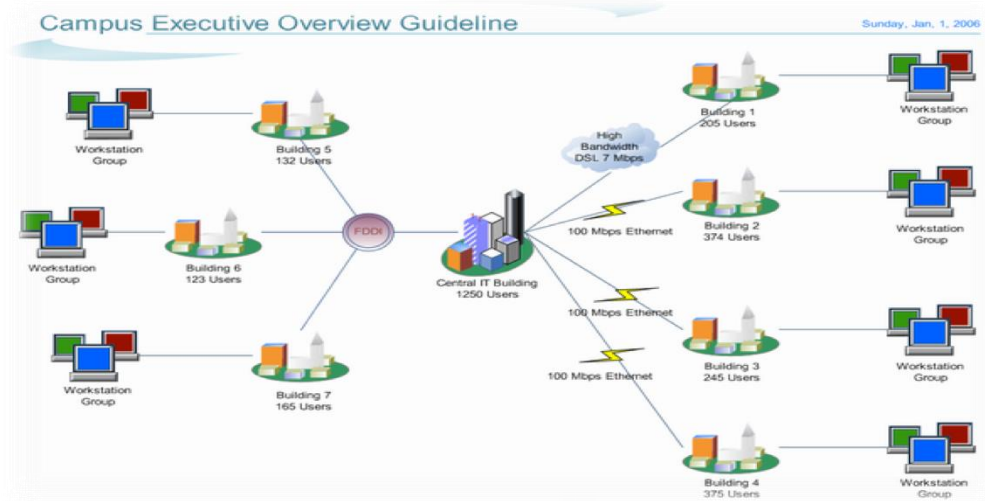 Campus Executive Overview Guideline
Sunday, Jan, 1, 2006
Workstation
Group
Building 5
132 Users
Workstation
Group
Building 6
123 Users
Workstation
Group
Building 7
165 Users
FDDI
Central IT Building
1250 Users
High
Bandwidth
DSL 7 Mbps
100 Mbps Ethernet
100 Mbps Ethernet
100 Mbps Ethernet
Building 1
205 Users
Workstation
Group
Building 2
374 Users
Workstation
Group
Building 3
245 Users
Workstation
Group
Building 4
375 Users
Workstation
Group